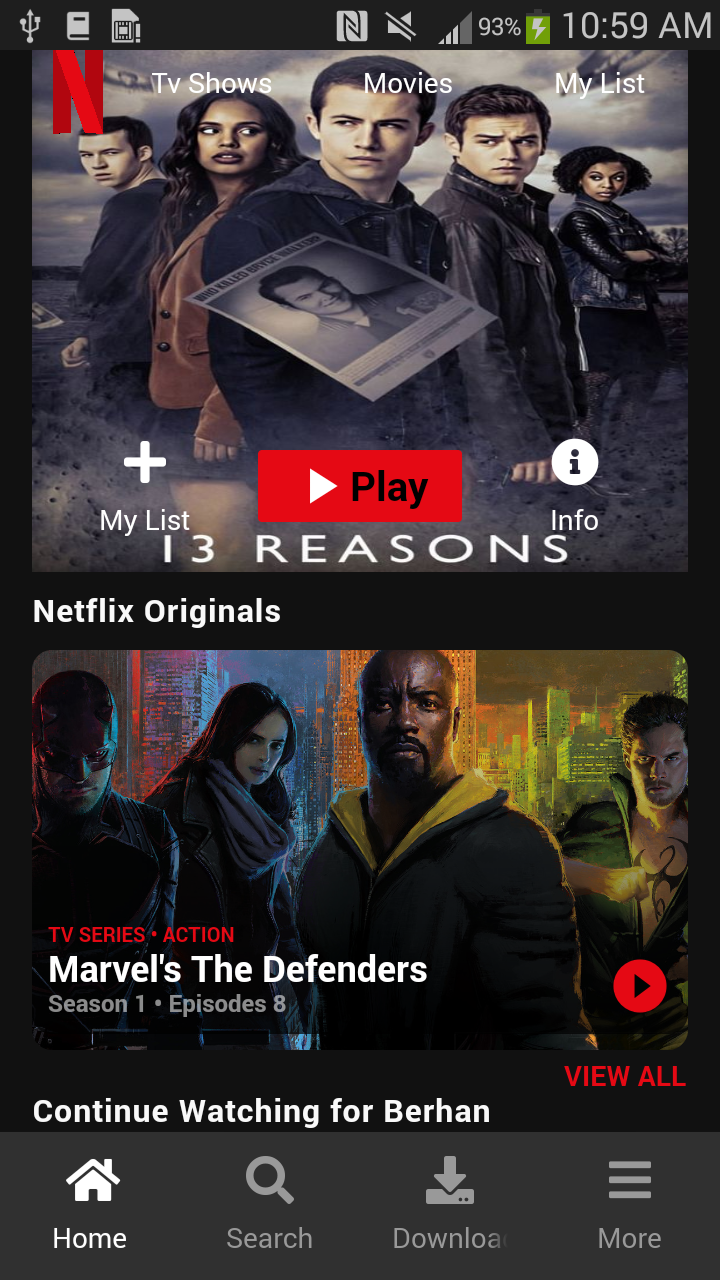 93% 10:59 AM
N Tv Shows Movies My List
WHO KILLED BRYCE WALKER?
Play
My List Info
13 REASONS
Netflix Originals
TV SERIES • ACTION
Marvel's The Defenders
Season 1 • Episodes 8
VIEW ALL
Continue Watching for Berhan
Home Search Downloa More